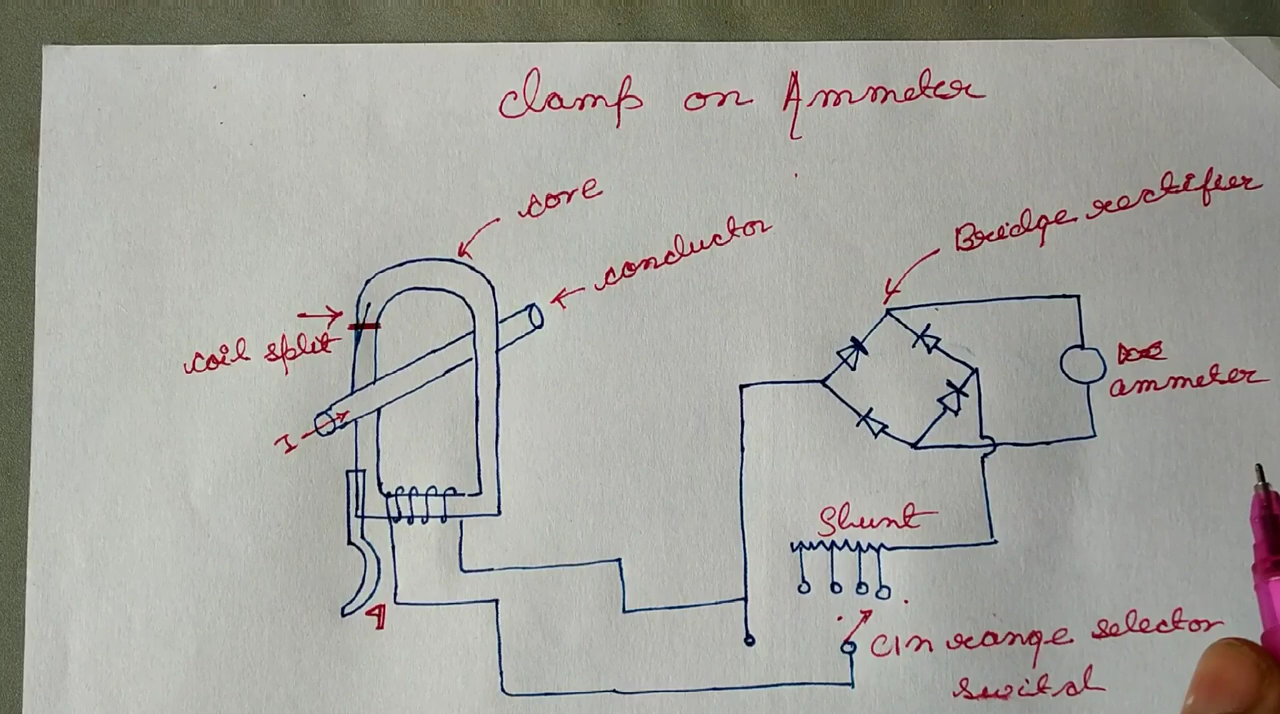 clamp on Ammeter
core
conductor
Bridge rectifier
coil split
ammeter
I
Shunt
range selector
switch